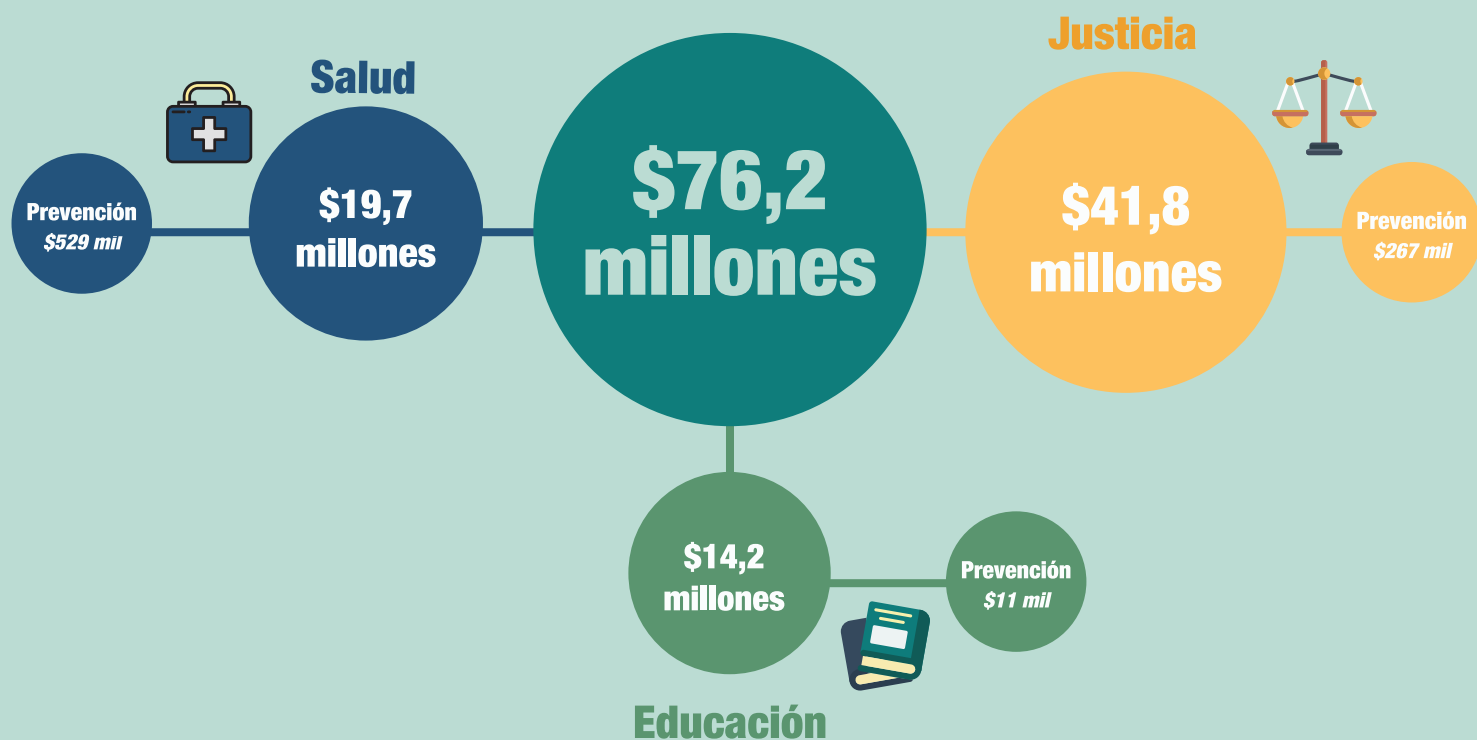 Salud
$19,7
millones
Prevención
$529 mil
$76,2
millones
Justicia
$41,8
millones
Prevención
$267 mil
$14,2
millones
Prevención
$11 mil
Educación